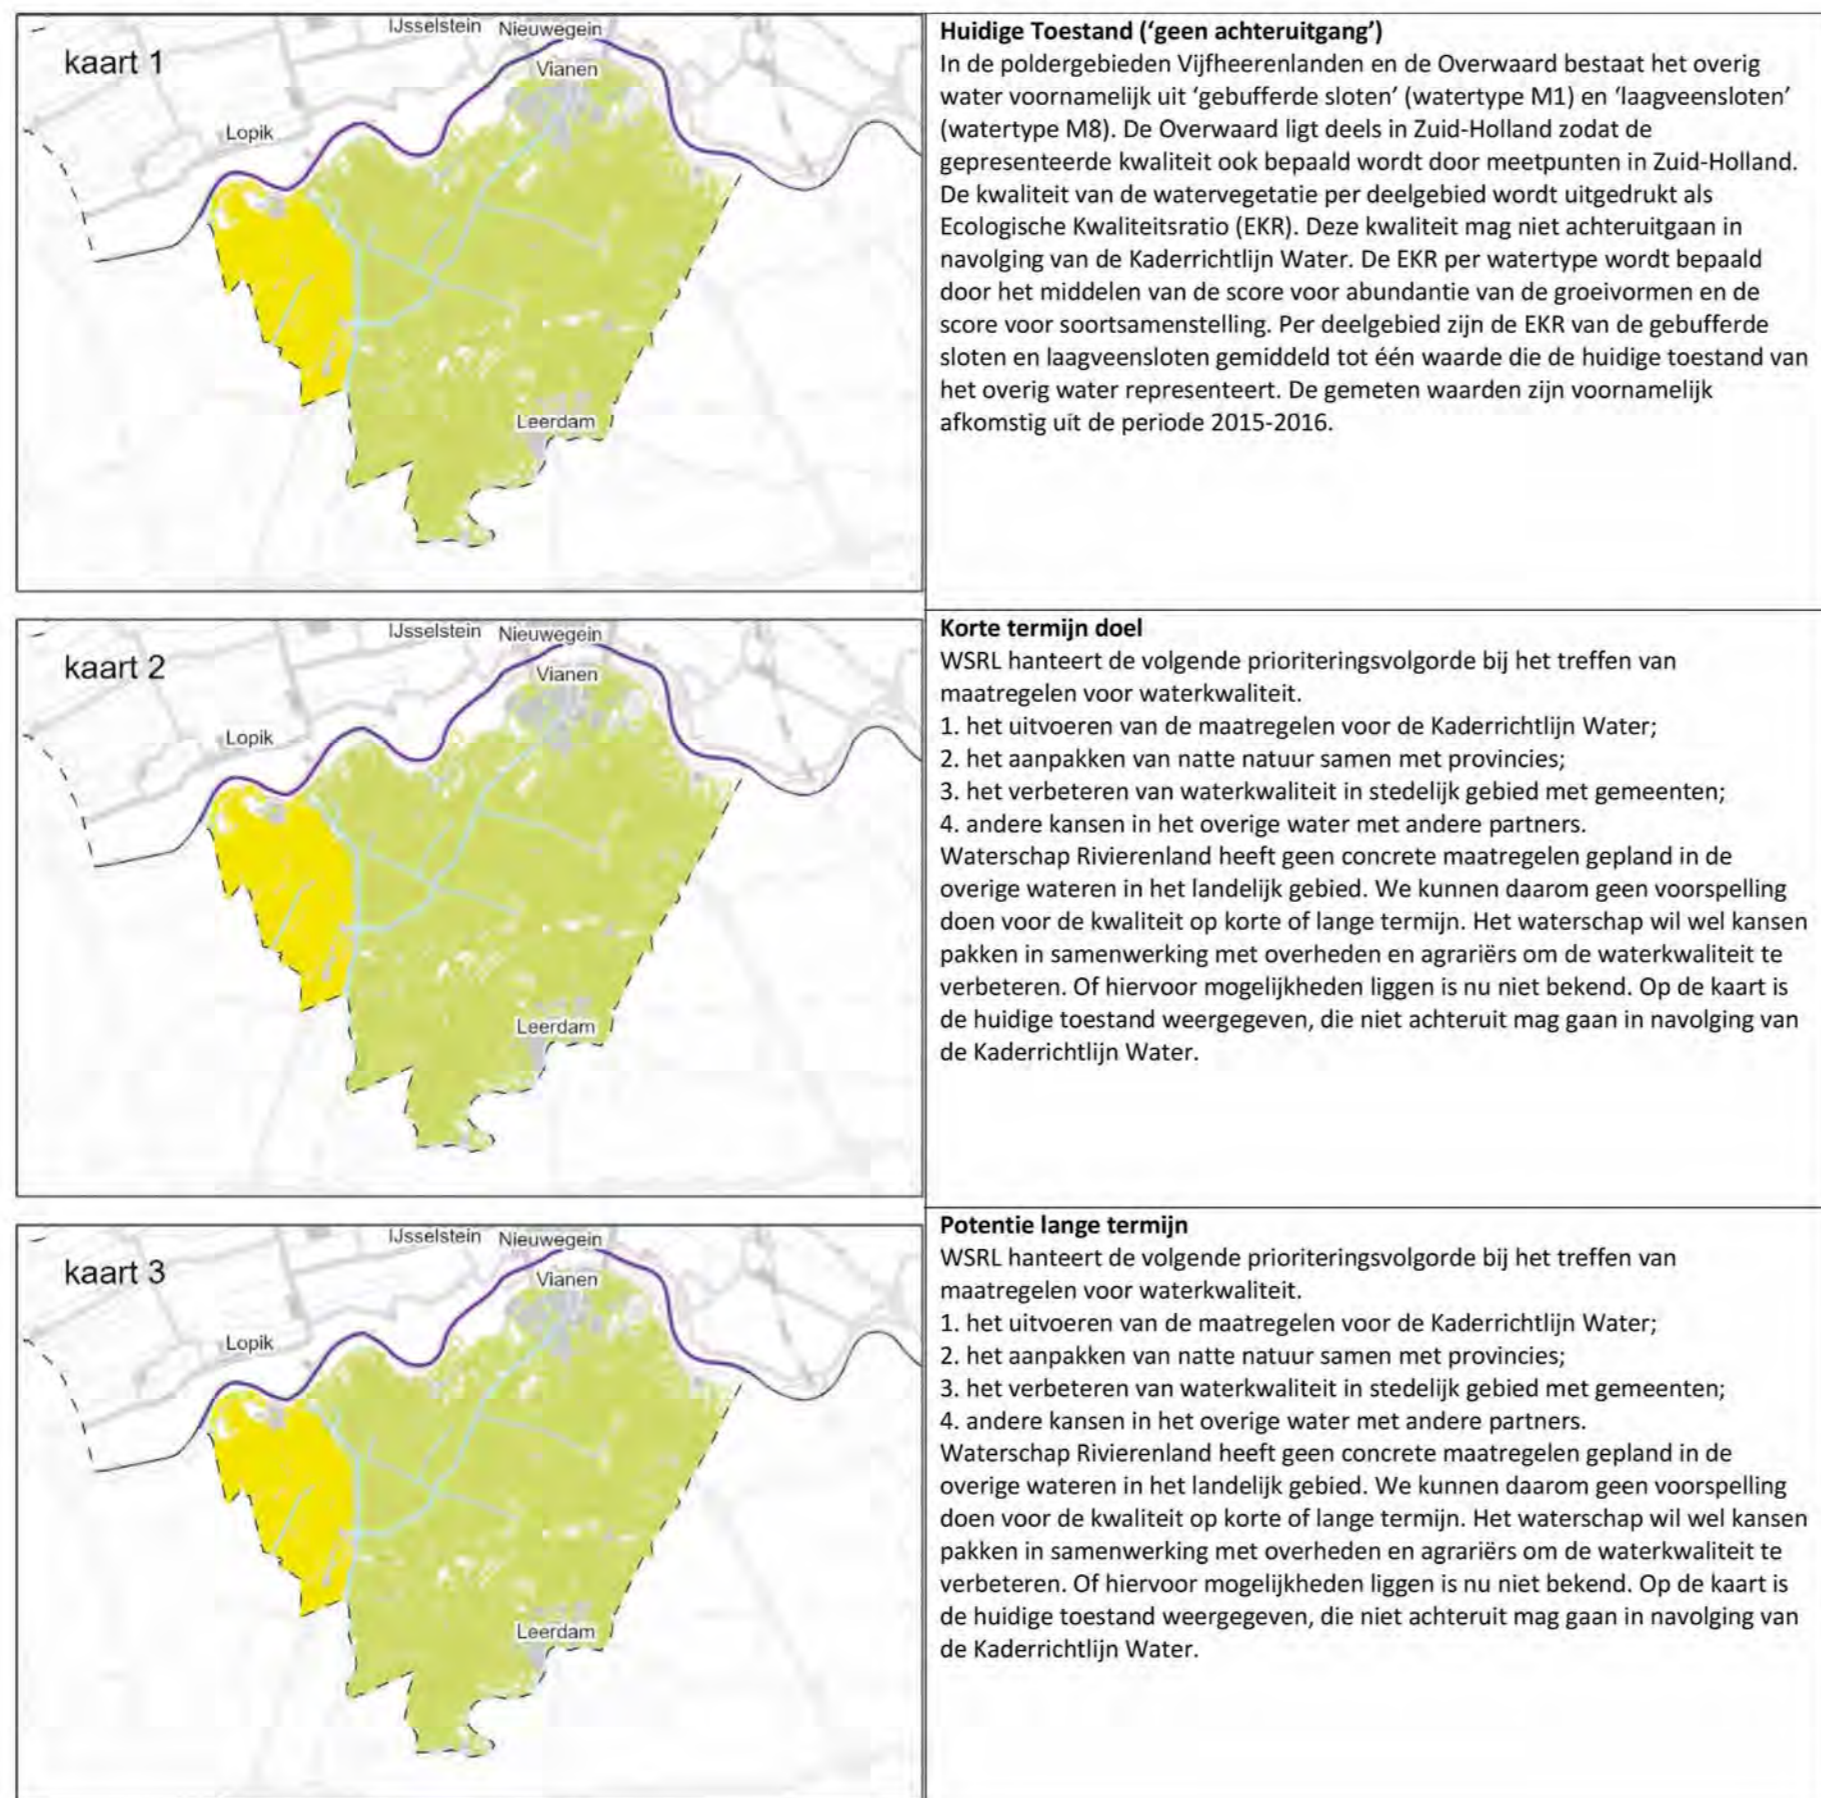 kaart 1
IJsselstein
Nieuwegein
Vianen
Lopik
Leerdam
Huidige Toestand (‘geen achteruitgang’)
In de poldergebieden Vijfheerenlanden en de Overwaard bestaat het overig
water voornamelijk uit ‘gebufferde sloten’ (watertype M1) en ‘laagveensloten’
(watertype M8). De Overwaard ligt deels in Zuid-Holland zodat de
gepresenteerde kwaliteit ook bepaald wordt door meetpunten in Zuid-Holland.
De kwaliteit van de watervegetatie per deelgebied wordt uitgedrukt als
Ecologische Kwaliteitsratio (EKR). Deze kwaliteit mag niet achteruitgaan in
navolging van de Kaderrichtlijn Water. De EKR per watertype wordt bepaald
door het middelen van de score voor abundantie van de groeivormen en de
score voor soortsamenstelling. Per deelgebied zijn de EKR van de gebufferde
sloten en laagveensloten gemiddeld tot één waarde die de huidige toestand van
het overig water representeert. De gemeten waarden zijn voornamelijk
afkomstig uit de periode 2015-2016.
kaart 2
IJsselstein
Nieuwegein
Vianen
Lopik
Leerdam
Korte termijn doel
WSRL hanteert de volgende prioriteringsvolgorde bij het treffen van
maatregelen voor waterkwaliteit.
1. het uitvoeren van de maatregelen voor de Kaderrichtlijn Water;
2. het aanpakken van natte natuur samen met provincies;
3. het verbeteren van waterkwaliteit in stedelijk gebied met gemeenten;
4. andere kansen in het overige water met andere partners.
Waterschap Rivierenland heeft geen concrete maatregelen gepland in de
overige wateren in het landelijk gebied. We kunnen daarom geen voorspelling
doen voor de kwaliteit op korte of lange termijn. Het waterschap wil wel kansen
pakken in samenwerking met overheden en agrariërs om de waterkwaliteit te
verbeteren. Of hiervoor mogelijkheden liggen is nu niet bekend. Op de kaart is
de huidige toestand weergegeven, die niet achteruit mag gaan in navolging van
de Kaderrichtlijn Water.
kaart 3
IJsselstein
Nieuwegein
Vianen
Lopik
Leerdam
Potentie lange termijn
WSRL hanteert de volgende prioriteringsvolgorde bij het treffen van
maatregelen voor waterkwaliteit.
1. het uitvoeren van de maatregelen voor de Kaderrichtlijn Water;
2. het aanpakken van natte natuur samen met provincies;
3. het verbeteren van waterkwaliteit in stedelijk gebied met gemeenten;
4. andere kansen in het overige water met andere partners.
Waterschap Rivierenland heeft geen concrete maatregelen gepland in de
overige wateren in het landelijk gebied. We kunnen daarom geen voorspelling
doen voor de kwaliteit op korte of lange termijn. Het waterschap wil wel kansen
pakken in samenwerking met overheden en agrariërs om de waterkwaliteit te
verbeteren. Of hiervoor mogelijkheden liggen is nu niet bekend. Op de kaart is
de huidige toestand weergegeven, die niet achteruit mag gaan in navolging van
de Kaderrichtlijn Water.